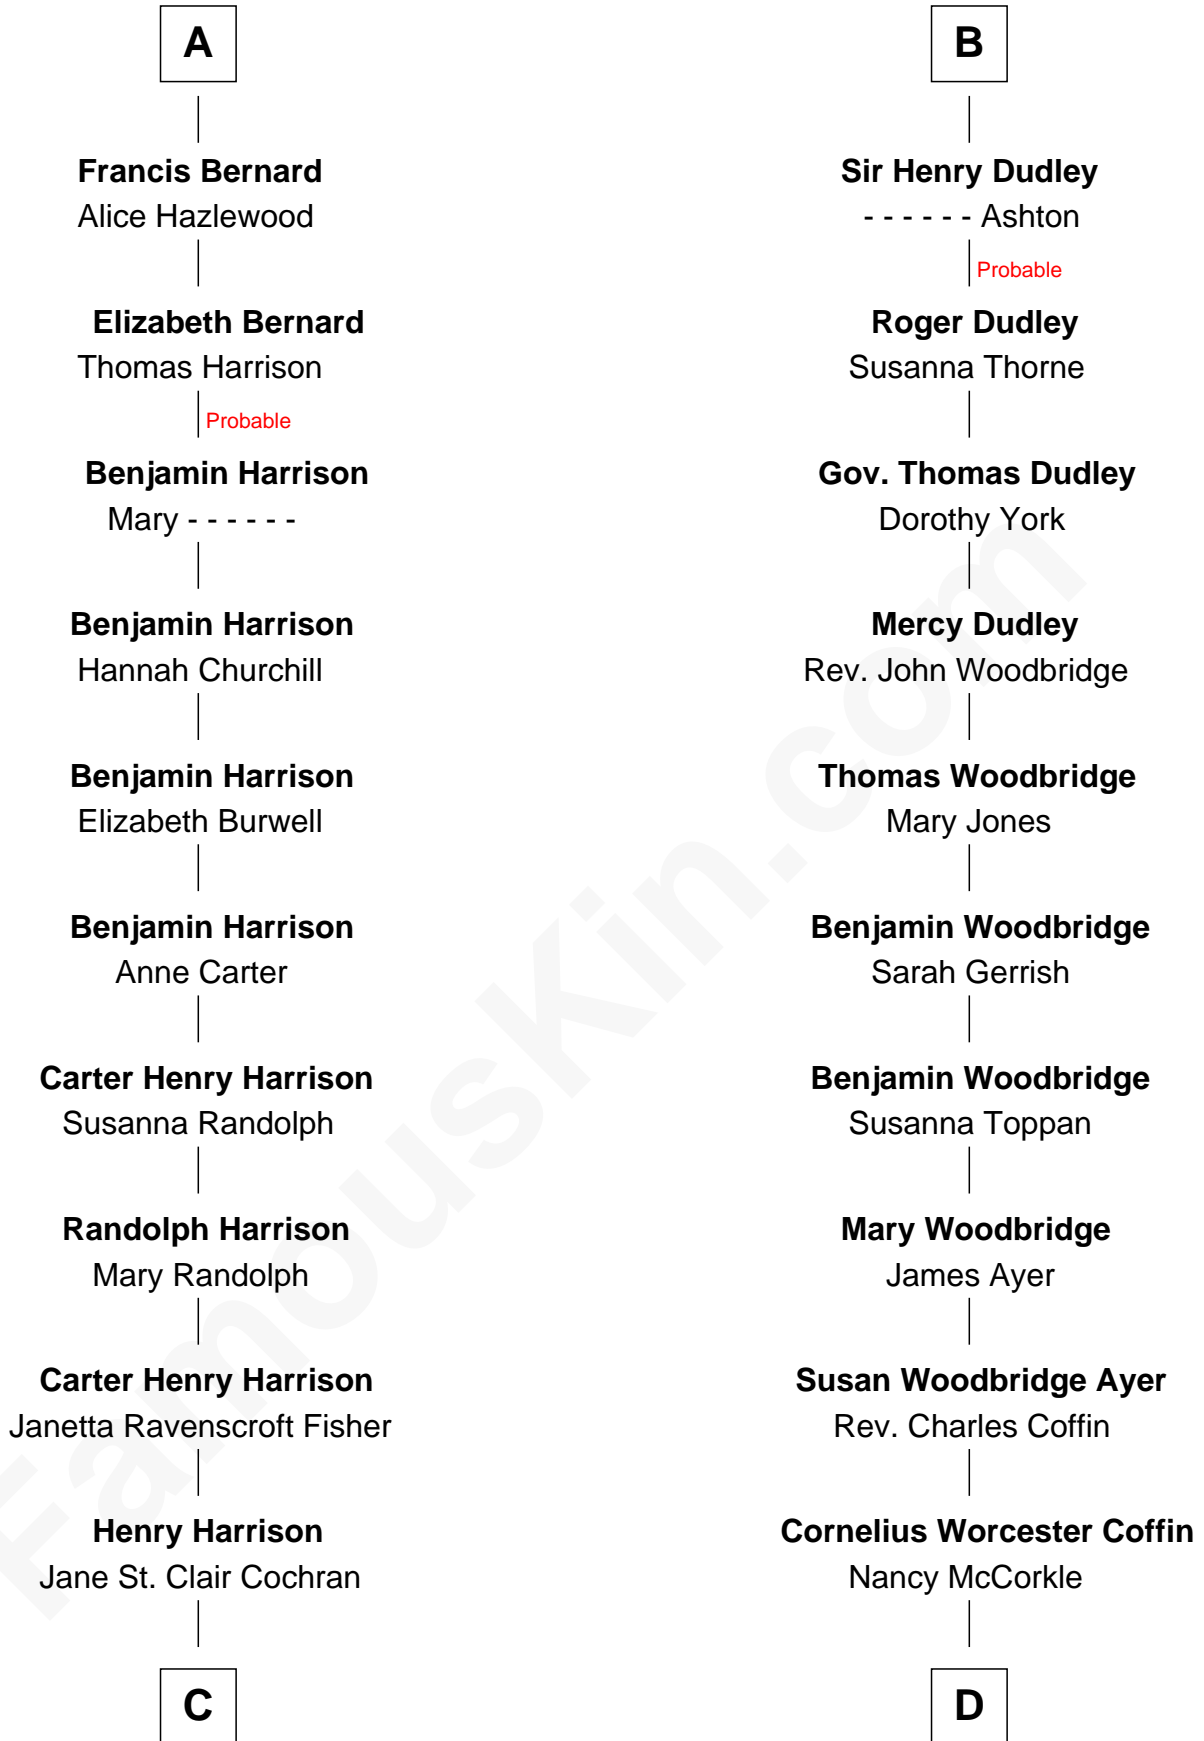 A
Francis Bernard
Alice Hazlewood
Elizabeth Bernard
Thomas Harrison
Probable
Benjamin Harrison
Mary - - - - - -
Benjamin Harrison
Hannah Churchill
Benjamin Harrison
Elizabeth Burwell
Benjamin Harrison
Anne Carter
Carter Henry Harrison
Susanna Randolph
Randolph Harrison
Mary Randolph
Carter Henry Harrison
Janetta Ravenscroft Fisher
Henry Harrison
Jane St. Clair Cochran
C
B
Sir Henry Dudley
- - - - - - Ashton
Probable
Roger Dudley
Susanna Thorne
Gov. Thomas Dudley
Dorothy York
Mercy Dudley
Rev. John Woodbridge
Thomas Woodbridge
Mary Jones
Benjamin Woodbridge
Sarah Gerrish
Benjamin Woodbridge
Susanna Toppan
Mary Woodbridge
James Ayer
Susan Woodbridge Ayer
Rev. Charles Coffin
Cornelius Worcester Coffin
Nancy McCorkle
D
FamousKin.com